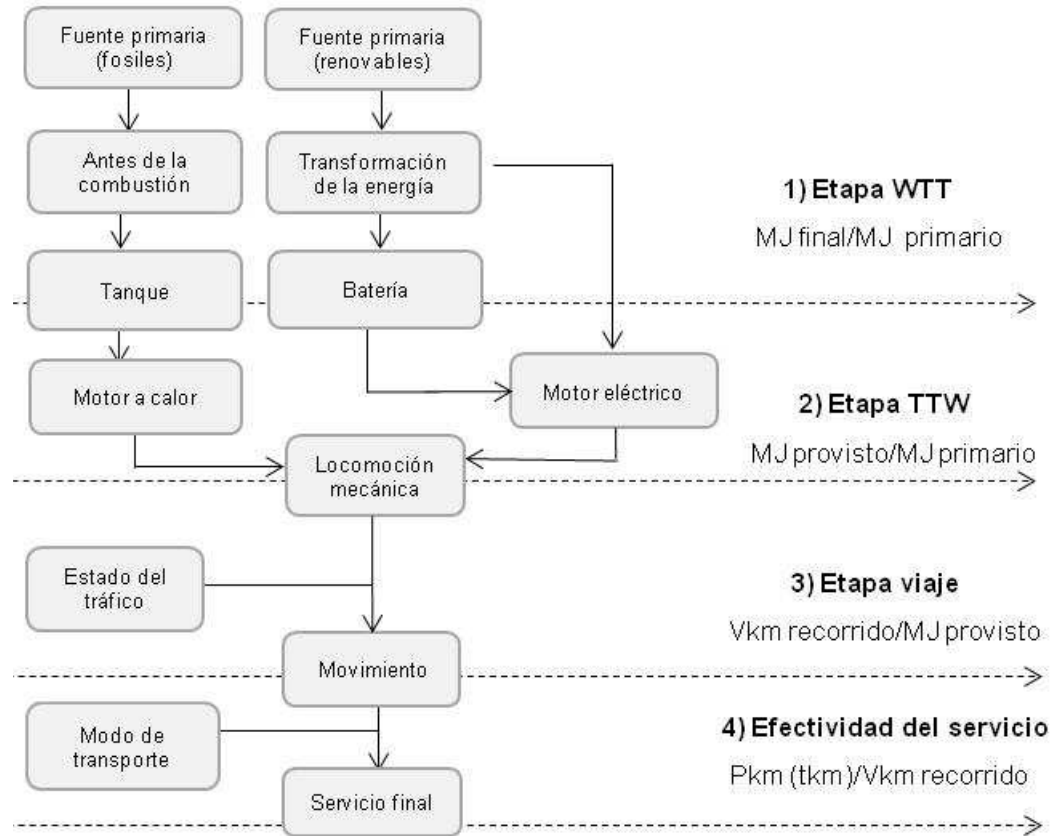 Fuente primaria
(fosiles)
Fuente primaria
(renovables)
Antes de la
combustión
Transformación
de la energía
1) Etapa WTT
MJ final/MJ primario
Tanque
Batería
Motor a calor
Motor eléctrico
2) Etapa TTW
MJ provisto/MJ primario
Locomoción
mecánica
Estado del
tráfico
3) Etapa viaje
Vkm recorrido/MJ provisto
Movimiento
Modo de
transporte
4) Efectividad del servicio
Pkm (tkm)/Vkm recorrido
Servicio final